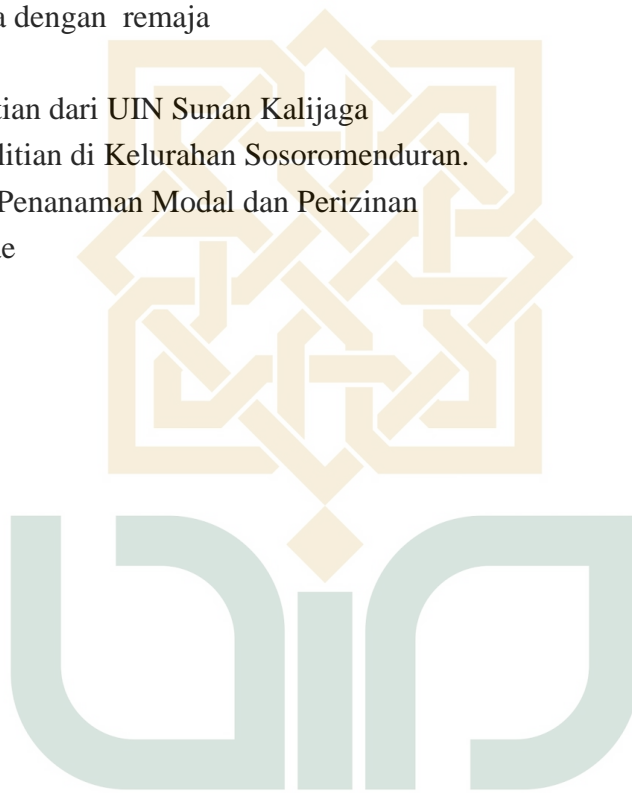 a dengan remaja
tian dari UIN Sunan Kalijaga
litian di Kelurahan Sosoromenduran.
Penanaman Modal dan Perizinan